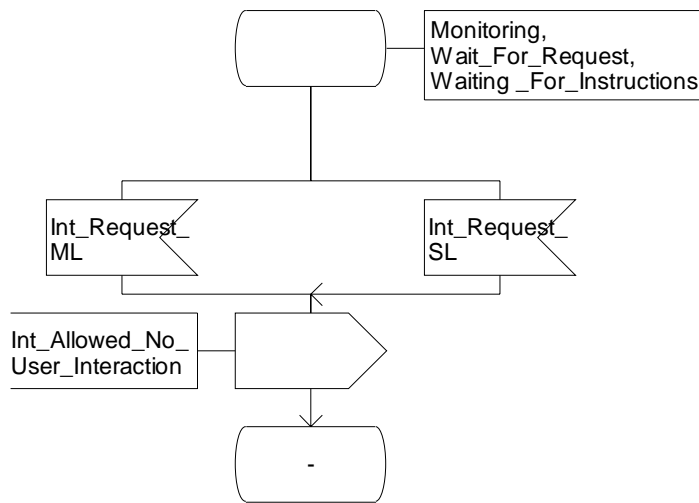 Monitoring,
Wait_For_Request,
Waiting _For_Instructions
Int_Request_
ML
Int_Request_
SL
Int_Allowed_No_
User_Interaction
-